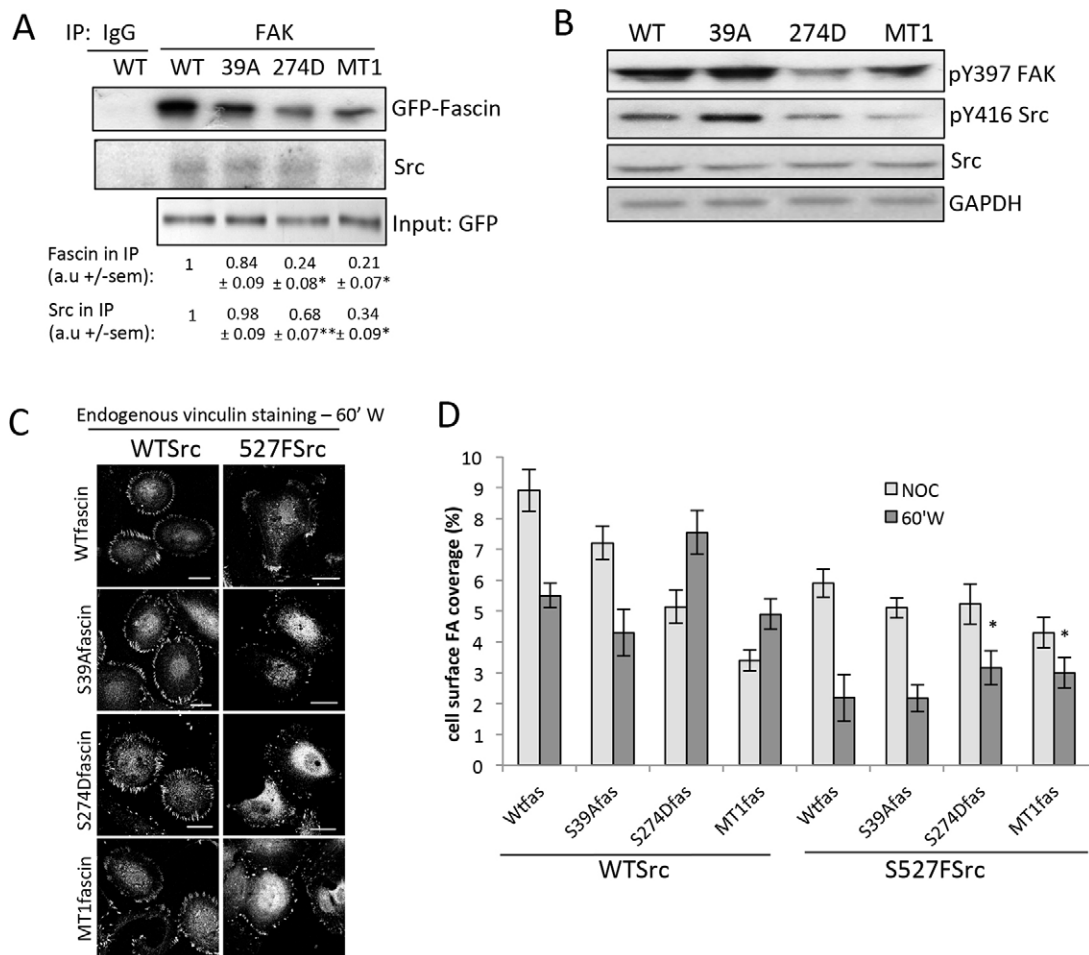 A
IP: IgG FAK
WT WT 39A 274D MT1
GFP-Fascin
Src
Input: GFP
Fascin in IP
(a.u +/-sem):
1 0.84 0.24 0.21
± 0.09 ± 0.08* ± 0.07*
Src in IP
(a.u +/-sem):
1 0.98 0.68 0.34
± 0.09 ± 0.07** ± 0.09*
B
WT 39A 274D MT1
pY397 FAK
pY416 Src
Src
GAPDH
C
Endogenous vinculin staining – 60' W
WTSrc 527FSrc
WTfascin
S39Afascin
S274Dfascin
MT1fascin
D
cell surface FA coverage (%)
10
9
8
7
6
5
4
3
2
1
0
NOC
60'W
* *
Wtfas S39Afas S274Dfas MT1fas Wtfas S39Afas S274Dfas MT1fas
WTSrc S527FSrc